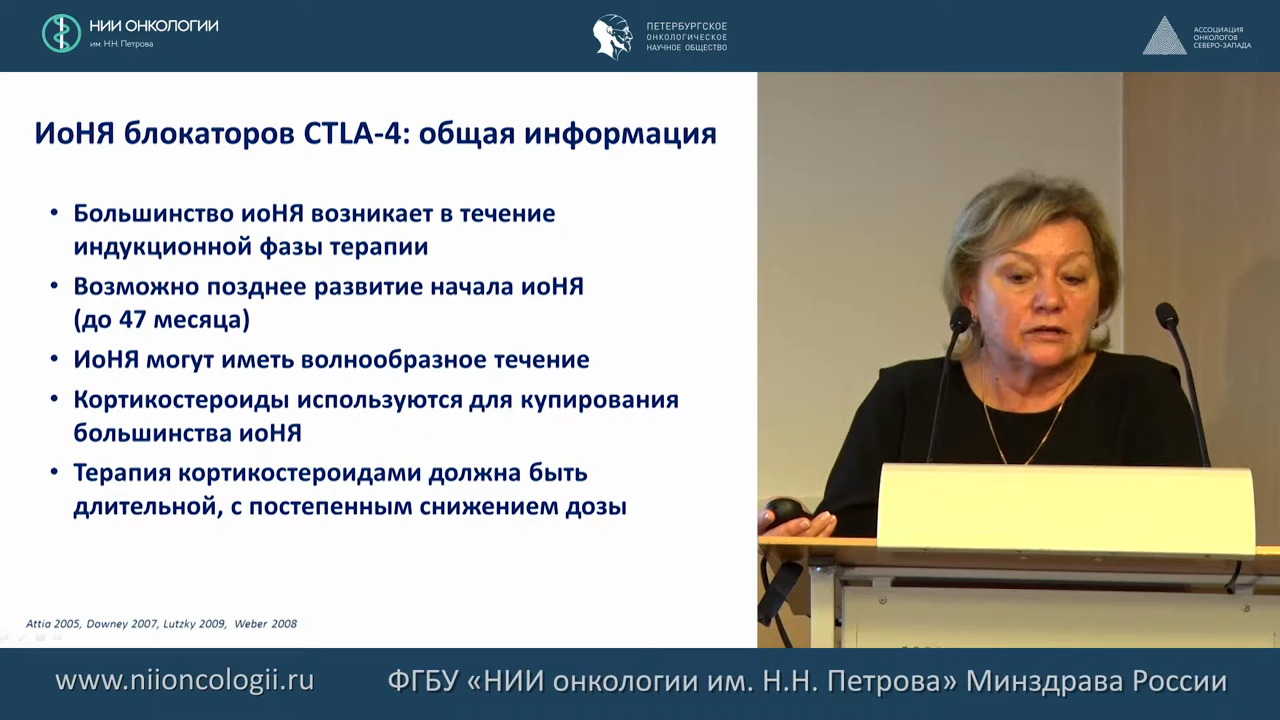 НИИ ОНКОЛОГИИ
им. Н.Н. Петрова
ПЕТЕРБУРГСКОЕ
ОНКОЛОГИЧЕСКОЕ
НАУЧНОЕ ОБЩЕСТВО
АССОЦИАЦИЯ
ОНКОЛОГОВ
СЕВЕРО-ЗАПАДА
ИоНЯ блокаторов CTLA-4: общая информация
• Большинство иоНЯ возникает в течение
индукционной фазы терапии
• Возможно позднее развитие начала иоНЯ
(до 47 месяца)
• ИоНЯ могут иметь волнообразное течение
• Кортикостероиды используются для купирования
большинства иоНЯ
• Терапия кортикостероидами должна быть
длительной, с постепенным снижением дозы
Attia 2005, Downey 2007, Lutzky 2009, Weber 2008
www.niioncologii.ru
ФГБУ «НИИ онкологии им. Н.Н. Петрова» Минздрава России